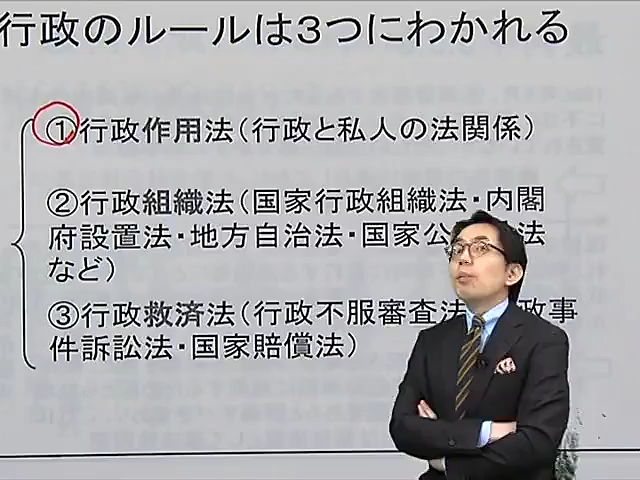 行政のルールは3つにわかれる
①行政作用法(行政と私人の法関係)
②行政組織法(国家行政組織法・内閣
府設置法・地方自治法・国家公 法
など)
③行政救済法(行政不服審査法 政事
件訴訟法・国家賠償法)